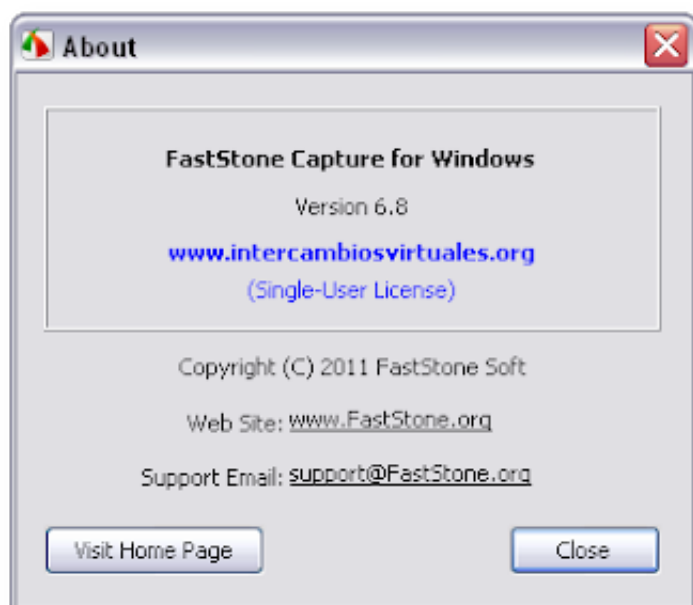 About
FastStone Capture for Windows
Version 6.8
www.intercambiosvirtuales.org
(Single-User License)
Copyright (C) 2011 FastStone Soft
Web Site: www.FastStone.org
Support Email: support@FastStone.org
Visit Home Page
Close